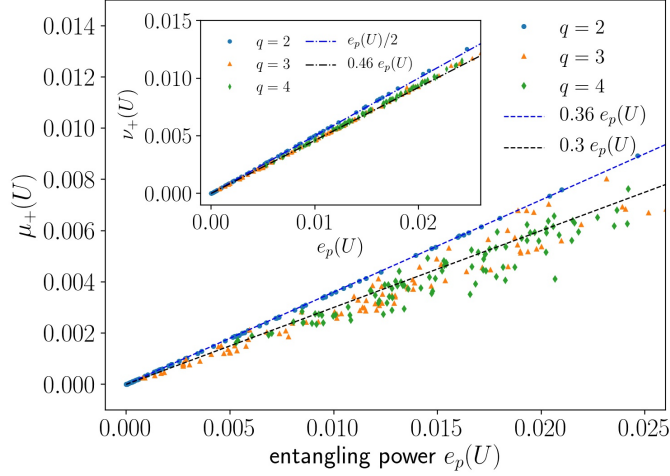 0.014
0.012
0.010
0.008
0.006
0.004
0.002
0.000
μ₊(U)
0.000
0.005
0.010
0.015
0.020
0.025
entangling power eₚ(U)
q = 2
q = 3
q = 4
0.36 eₚ(U)
0.3 eₚ(U)
0.015
0.010
0.005
0.000
ν₊(U)
0.00
0.01
0.02
eₚ(U)
q = 2
q = 3
q = 4
eₚ(U)/2
0.46 eₚ(U)